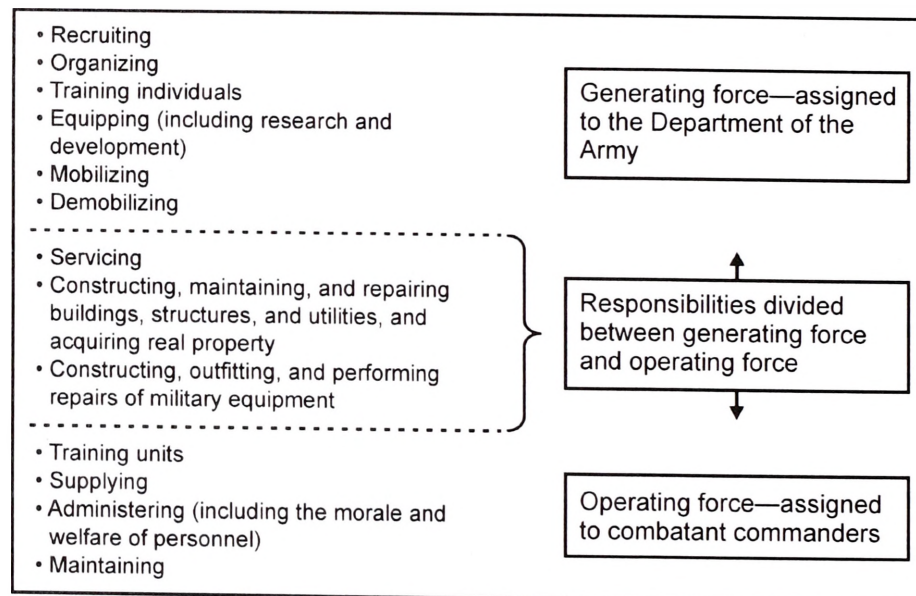 • Recruiting
• Organizing
• Training individuals
• Equipping (including research and
development)
• Mobilizing
• Demobilizing
Generating force—assigned
to the Department of the
Army
• Servicing
• Constructing, maintaining, and repairing
buildings, structures, and utilities, and
acquiring real property
• Constructing, outfitting, and performing
repairs of military equipment
Responsibilities divided
between generating force
and operating force
• Training units
• Supplying
• Administering (including the morale and
welfare of personnel)
• Maintaining
Operating force—assigned
to combatant commanders